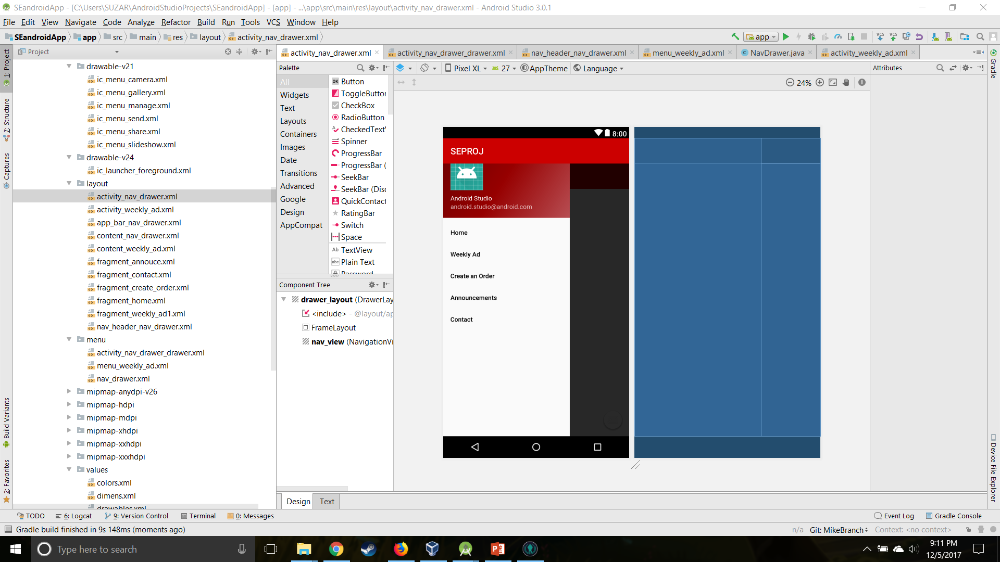 SEandroidApp - [C:\Users\SUZAR\AndroidStudioProjects\SEandroidApp] - [app] - ...\app\src\main\res\layout\activity_nav_drawer.xml - Android Studio 3.0.1
File Edit View Navigate Code Analyze Refactor Build Run Tools VCS Window Help
SEandroidApp app src main res layout activity_nav_drawer.xml
app
Project
activity_nav_drawer.xml activity_nav_drawer_drawer.xml nav_header_nav_drawer.xml menu_weekly_ad.xml NavDrawer.java activity_weekly_ad.xml
1: Project
7: Structure
Captures
Build Variants
2: Favorites
drawable-v21
ic_menu_camera.xml
ic_menu_gallery.xml
ic_menu_manage.xml
ic_menu_send.xml
ic_menu_share.xml
ic_menu_slideshow.xml
drawable-v24
ic_launcher_foreground.xml
layout
activity_nav_drawer.xml
activity_weekly_ad.xml
app_bar_nav_drawer.xml
content_nav_drawer.xml
content_weekly_ad.xml
fragment_annouce.xml
fragment_contact.xml
fragment_create_order.xml
fragment_home.xml
fragment_weekly_ad1.xml
nav_header_nav_drawer.xml
menu
activity_nav_drawer_drawer.xml
menu_weekly_ad.xml
nav_drawer.xml
mipmap-anydpi-v26
mipmap-hdpi
mipmap-mdpi
mipmap-xhdpi
mipmap-xxhdpi
mipmap-xxxhdpi
values
colors.xml
dimens.xml
drawables.xml
Palette
All
Widgets
Text
Layouts
Containers
Images
Date
Transitions
Advanced
Google
Design
AppCompat
OK Button
ToggleButton
CheckBox
RadioButton
CheckedTextV
Spinner
ProgressBar
ProgressBar (
SeekBar
SeekBar (Disc
QuickContact
RatingBar
Switch
Space
Ab TextView
abc Plain Text
Password
Component Tree
drawer_layout (DrawerLay
<include> - @layout/ap
FrameLayout
nav_view (NavigationVi
Pixel XL 27 AppTheme Language
24%
Attributes
8:00
SEPROJ
Android Studio
android.studio@android.com
Home
Weekly Ad
Create an Order
Announcements
Contact
Gradle
Device File Explorer
Design Text
TODO 6: Logcat 9: Version Control Terminal 0: Messages Event Log Gradle Console
Gradle build finished in 9s 148ms (moments ago) n/a Git: MikeBranch Context: <no context>
Type here to search
9:11 PM
12/5/2017